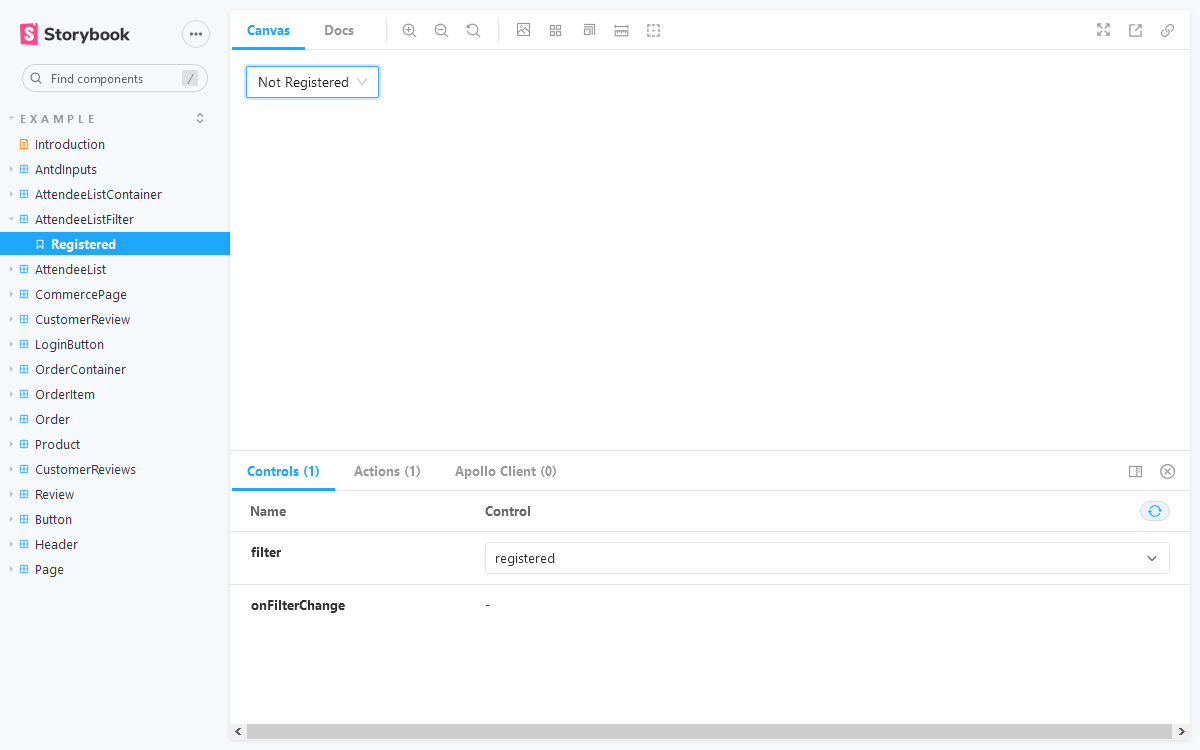 Storybook
Find components
/
EXAMPLE
Introduction
AntdInputs
AttendeeListContainer
AttendeeListFilter
Registered
AttendeeList
CommercePage
CustomerReview
LoginButton
OrderContainer
OrderItem
Order
Product
CustomerReviews
Review
Button
Header
Page
Canvas
Docs
Not Registered
Controls (1)
Actions (1)
Apollo Client (0)
Name
Control
filter
registered
onFilterChange
-